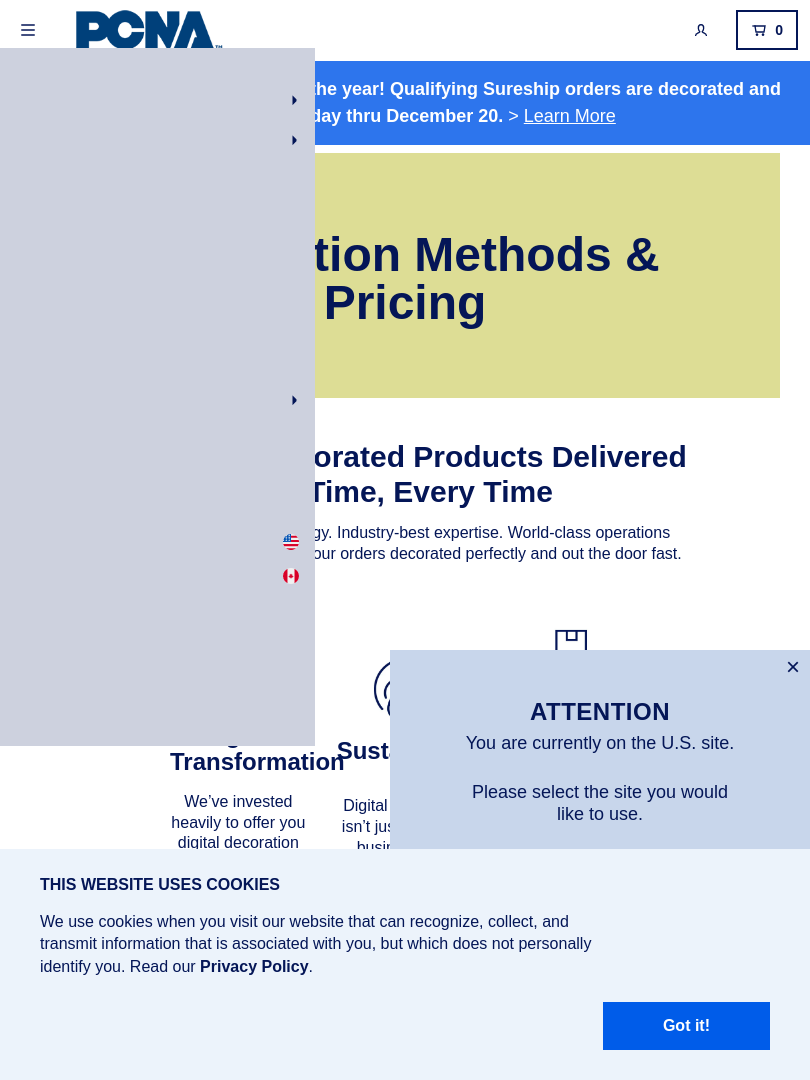 PCNA™
0
the year! Qualifying Sureship orders are decorated and
day thru December 20. > Learn More
tion Methods &
Pricing
orated Products Delivered
Time, Every Time
gy. Industry-best expertise. World-class operations
our orders decorated perfectly and out the door fast.
Transformation
We've invested
heavily to offer you
digital decoration
Digital
isn't jus
ATTENTION
You are currently on the U.S. site.
Please select the site you would
like to use.
THIS WEBSITE USES COOKIES
We use cookies when you visit our website that can recognize, collect, and
transmit information that is associated with you, but which does not personally
identify you. Read our Privacy Policy.
Got it!